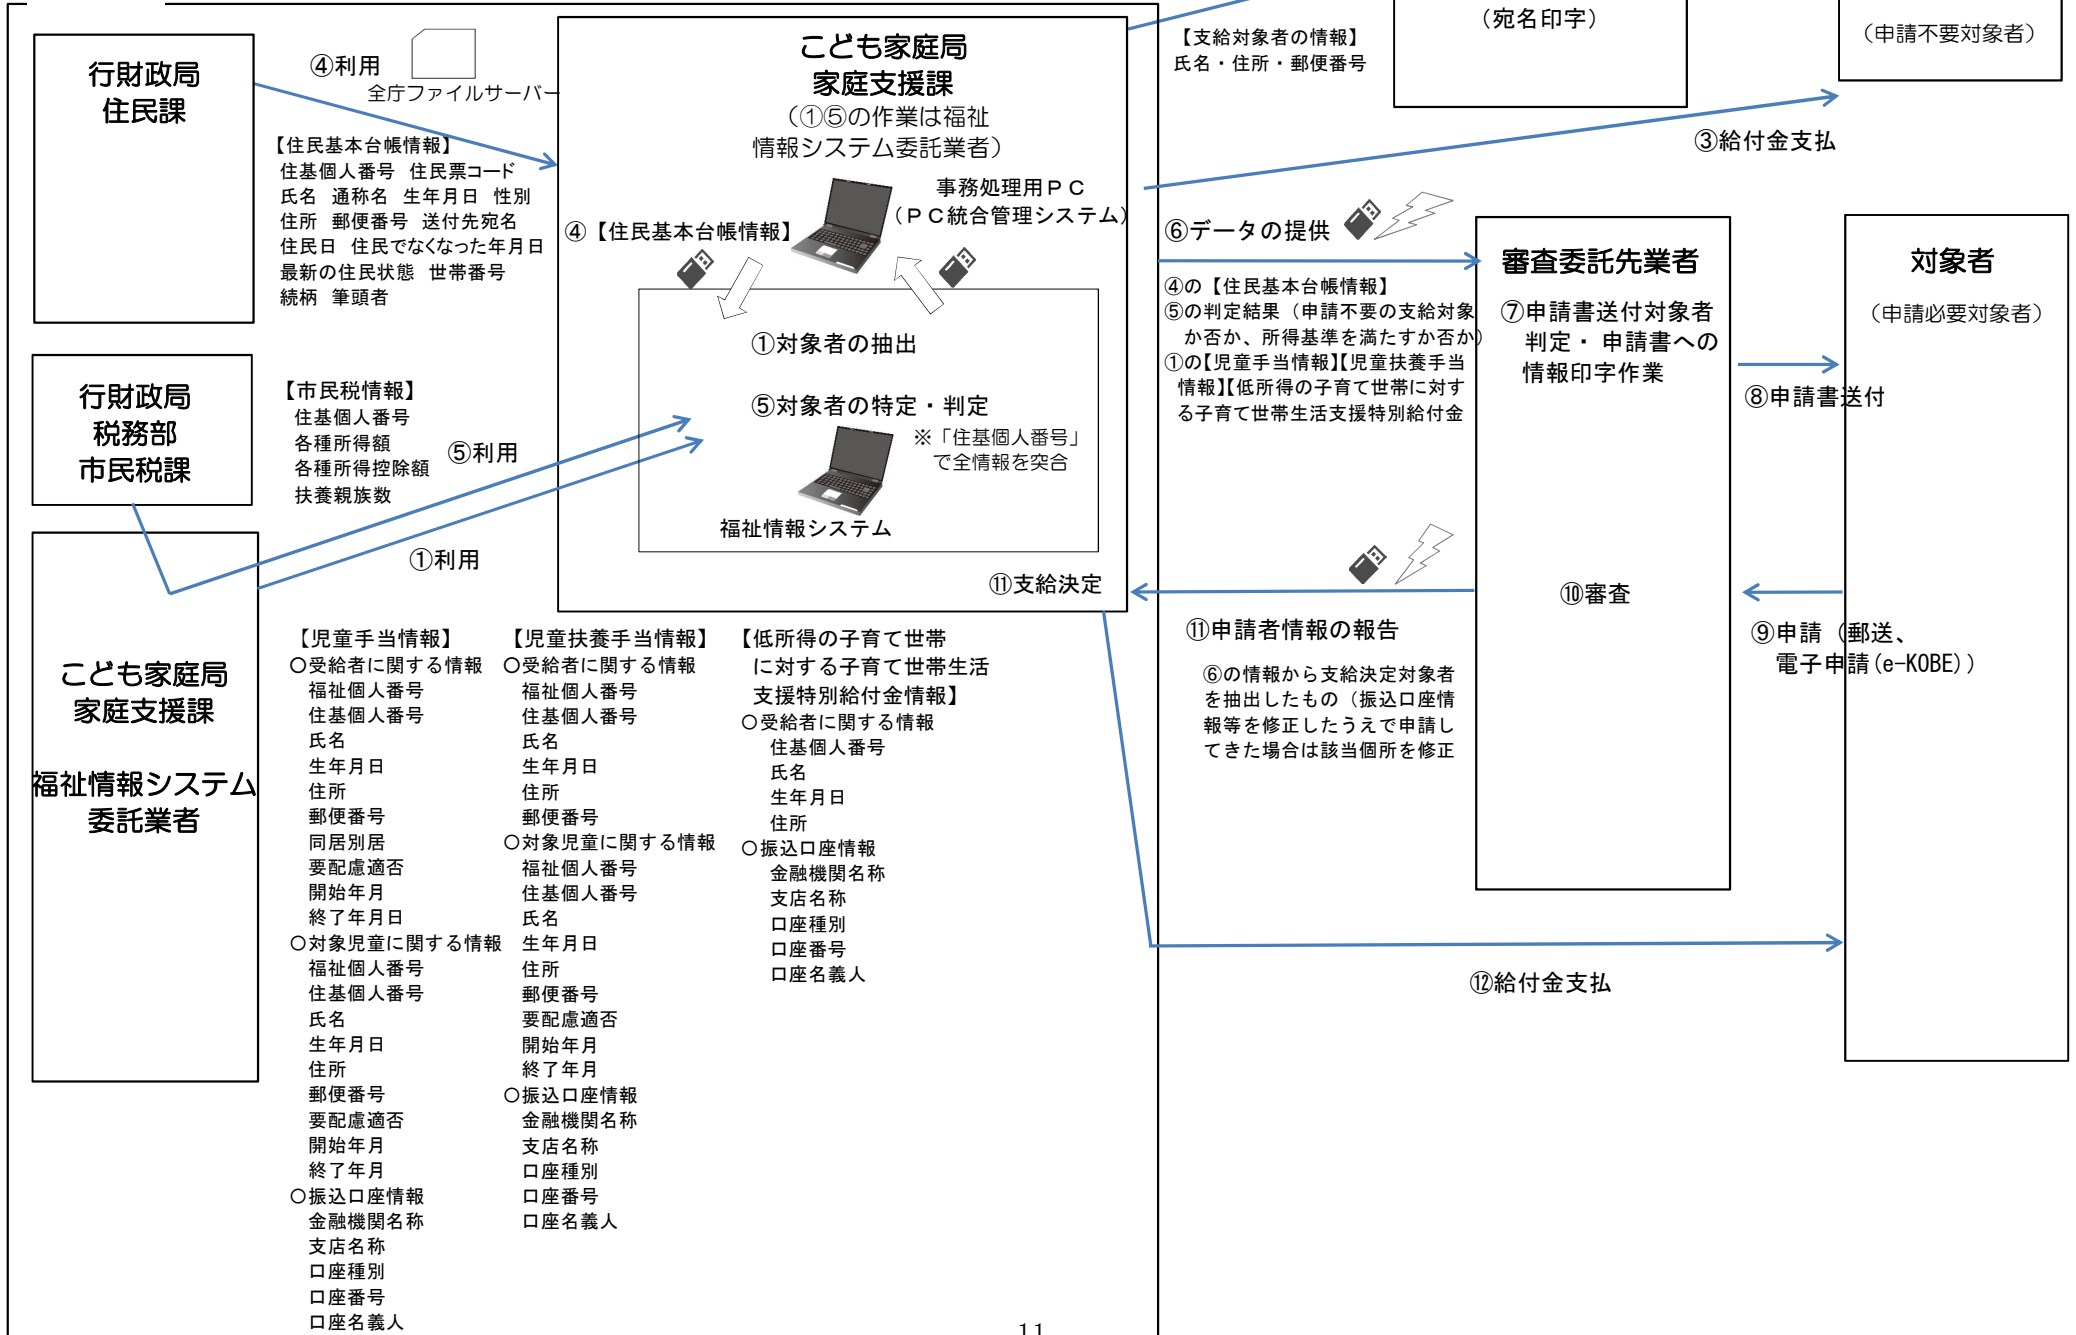 （宛名印字）
（申請不要対象者）
【支給対象者の情報】
氏名・住所・郵便番号
行財政局
住民課
④利用
全庁ファイルサーバー
【住民基本台帳情報】
住基個人番号 住民票コード
氏名 通称名 生年月日 性別
住所 郵便番号 送付先宛名
住民日 住民でなくなった年月日
最新の住民状態 世帯番号
続柄 筆頭者
こども家庭局
家庭支援課
（①⑤の作業は福祉
情報システム委託業者）
事務処理用ＰＣ
（ＰＣ統合管理システム）
④【住民基本台帳情報】
①対象者の抽出
⑤対象者の特定・判定
※「住基個人番号」
で全情報を突合
福祉情報システム
⑪支給決定
③給付金支払
⑥データの提供
④の【住民基本台帳情報】
⑤の判定結果（申請不要の支給対象
か否か、所得基準を満たすか否か）
①の【児童手当情報】【児童扶養手当
情報】【低所得の子育て世帯に対す
る子育て世帯生活支援特別給付金
審査委託先業者
⑦申請書送付対象者
判定・申請書への
情報印字作業
⑩審査
対象者
（申請必要対象者）
⑧申請書送付
⑨申請（郵送、
電子申請(e-KOBE)）
⑪申請者情報の報告
⑥の情報から支給決定対象者
を抽出したもの（振込口座情
報等を修正したうえで申請し
てきた場合は該当個所を修正
⑫給付金支払
行財政局
税務部
市民税課
【市民税情報】
住基個人番号
各種所得額
各種所得控除額
扶養親族数
⑤利用
①利用
こども家庭局
家庭支援課
福祉情報システム
委託業者
【児童手当情報】
○受給者に関する情報
福祉個人番号
住基個人番号
氏名
生年月日
住所
郵便番号
同居別居
要配慮適否
開始年月
終了年月日
○対象児童に関する情報
福祉個人番号
住基個人番号
氏名
生年月日
住所
郵便番号
要配慮適否
開始年月
終了年月
○振込口座情報
金融機関名称
支店名称
口座種別
口座番号
口座名義人
【児童扶養手当情報】
○受給者に関する情報
福祉個人番号
住基個人番号
氏名
生年月日
住所
郵便番号
○対象児童に関する情報
福祉個人番号
住基個人番号
氏名
生年月日
住所
郵便番号
要配慮適否
開始年月
終了年月
○振込口座情報
金融機関名称
支店名称
口座種別
口座番号
口座名義人
【低所得の子育て世帯
に対する子育て世帯生活
支援特別給付金情報】
○受給者に関する情報
住基個人番号
氏名
生年月日
住所
○振込口座情報
金融機関名称
支店名称
口座種別
口座番号
口座名義人
11